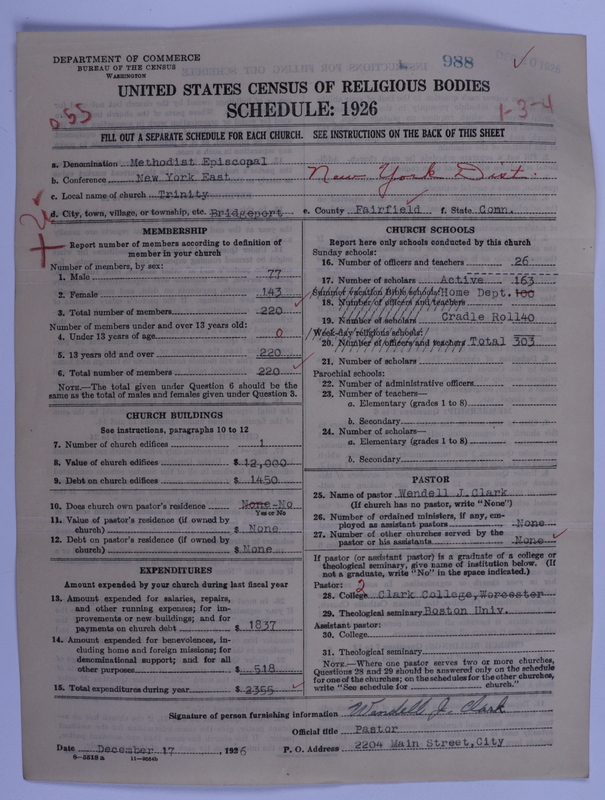 988
DEPARTMENT OF COMMERCE
BUREAU OF THE CENSUS
WASHINGTON
UNITED STATES CENSUS OF RELIGIOUS BODIES
SCHEDULE: 1926
055
1-3-4
FILL OUT A SEPARATE SCHEDULE FOR EACH CHURCH. SEE INSTRUCTIONS ON THE BACK OF THIS SHEET
a. Denomination Methodist Episcopal
b. Conference New York East
New York Dist.
c. Local name of church Trinity
d. City, town, village, or township, etc. Bridgeport e. County Fairfield f. State Conn.
MEMBERSHIP
Report number of members according to definition of
member in your church
Number of members, by sex:
1. Male 77
2. Female 143
3. Total number of members 220
Number of members under and over 13 years old:
4. Under 13 years of age 0
5. 13 years old and over 220
6. Total number of members 220
NOTE.—The total given under Question 6 should be the
same as the total of males and females given under Question 3.
CHURCH BUILDINGS
See instructions, paragraphs 10 to 12
7. Number of church edifices 1
8. Value of church edifices $ 12,000
9. Debt on church edifices $ 1450
10. Does church own pastor's residence None-No
Yes or No
11. Value of pastor's residence (if owned by
church) $ None
12. Debt on pastor's residence (if owned by
church) $ None
EXPENDITURES
Amount expended by your church during last fiscal year
13. Amount expended for salaries, repairs,
and other running expenses; for im-
provements or new buildings; and for
payments on church debt $ 1837
14. Amount expended for benevolences, in-
cluding home and foreign missions; for
denominational support; and for all
other purposes $ 518
15. Total expenditures during year $ 2355
CHURCH SCHOOLS
Report here only schools conducted by this church
Sunday schools:
16. Number of officers and teachers 26
17. Number of scholars Active 163
Summer vacation Bible schools: Home Dept. 100
18. Number of officers and teachers
19. Number of scholars Cradle Roll 40
Week-day religious schools:
20. Number of officers and teachers Total 303
21. Number of scholars
Parochial schools:
22. Number of administrative officers
23. Number of teachers—
a. Elementary (grades 1 to 8)
b. Secondary
24. Number of scholars—
a. Elementary (grades 1 to 8)
b. Secondary
PASTOR
25. Name of pastor Wendell J. Clark
(If church has no pastor, write "None")
26. Number of ordained ministers, if any, em-
ployed as assistant pastors None
27. Number of other churches served by the
pastor or his assistants None
If pastor (or assistant pastor) is a graduate of a college or
theological seminary, give name of institution below. (If
not a graduate, write "No" in the space indicated.)
Pastor: 2
28. College Clark College, Worcester
29. Theological seminary Boston Univ.
Assistant pastor:
30. College
31. Theological seminary
NOTE.—Where one pastor serves two or more churches,
Questions 28 and 29 should be answered only on the schedule
for one of the churches; on the schedules for the other churches,
write "See schedule for church."
Signature of person furnishing information Wendell J. Clark
Official title Pastor
Date December 17, 1926 P. O. Address 2204 Main Street, City
8—5518a 11—9654b